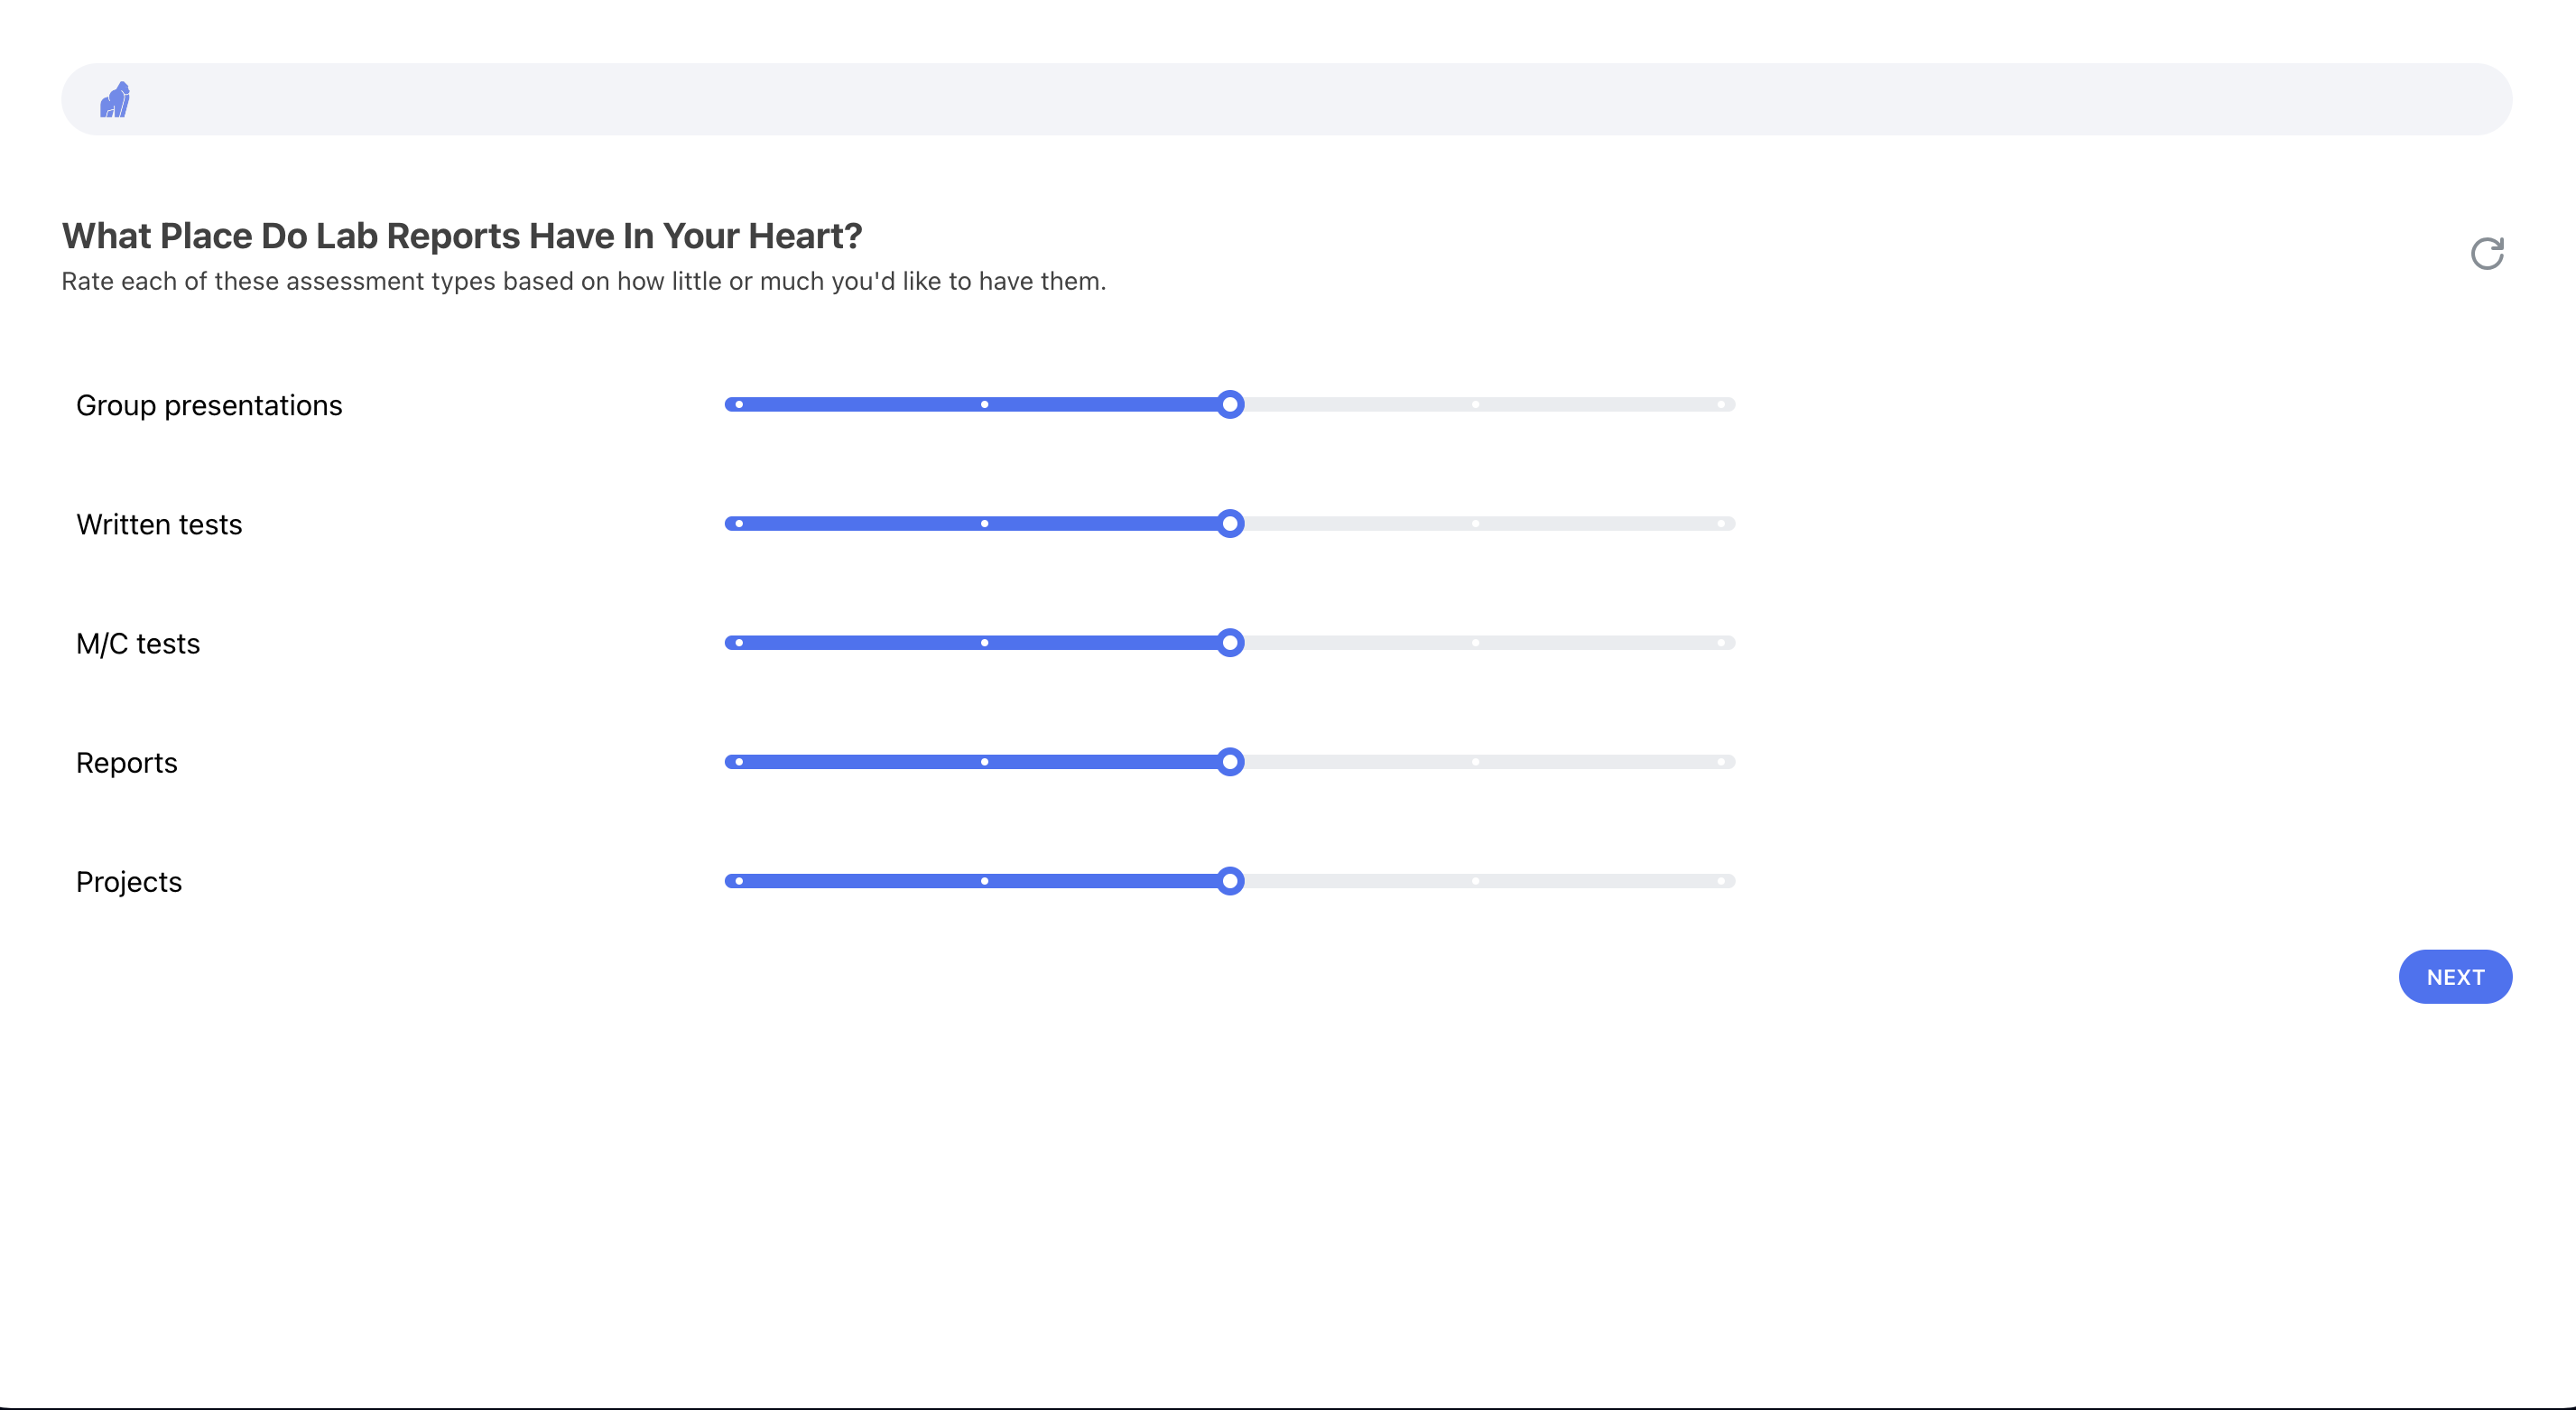 What Place Do Lab Reports Have In Your Heart?
Rate each of these assessment types based on how little or much you'd like to have them.
Group presentations
Written tests
M/C tests
Reports
Projects
NEXT